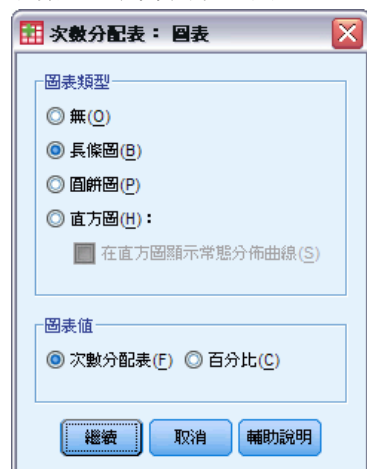 次數分配表： 圖表
圖表類型
無(O)
長條圖(B)
圓餅圖(P)
直方圖(H)：
在直方圖顯示常態分佈曲線(S)
圖表值
次數分配表(F) 百分比(C)
繼續 取消 輔助說明